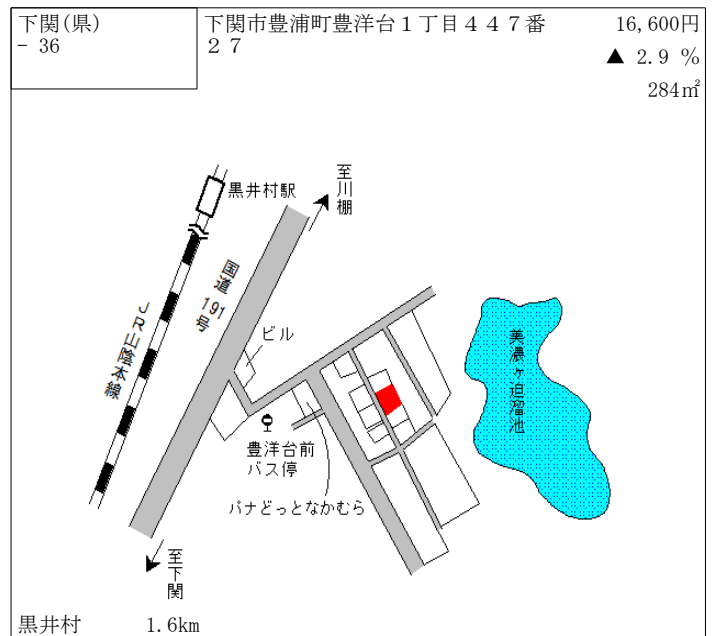 下関(県)
- 36
下関市豊浦町豊洋台１丁目４４７番
２７
16,600円
▲ 2.9 %
284㎡
至川棚
黒井村駅
国道191号
JR山陰本線
ビル
美濃ヶ迫溜池
豊洋台前
バス停
パナどっとなかむら
至下関
黒井村 1.6km